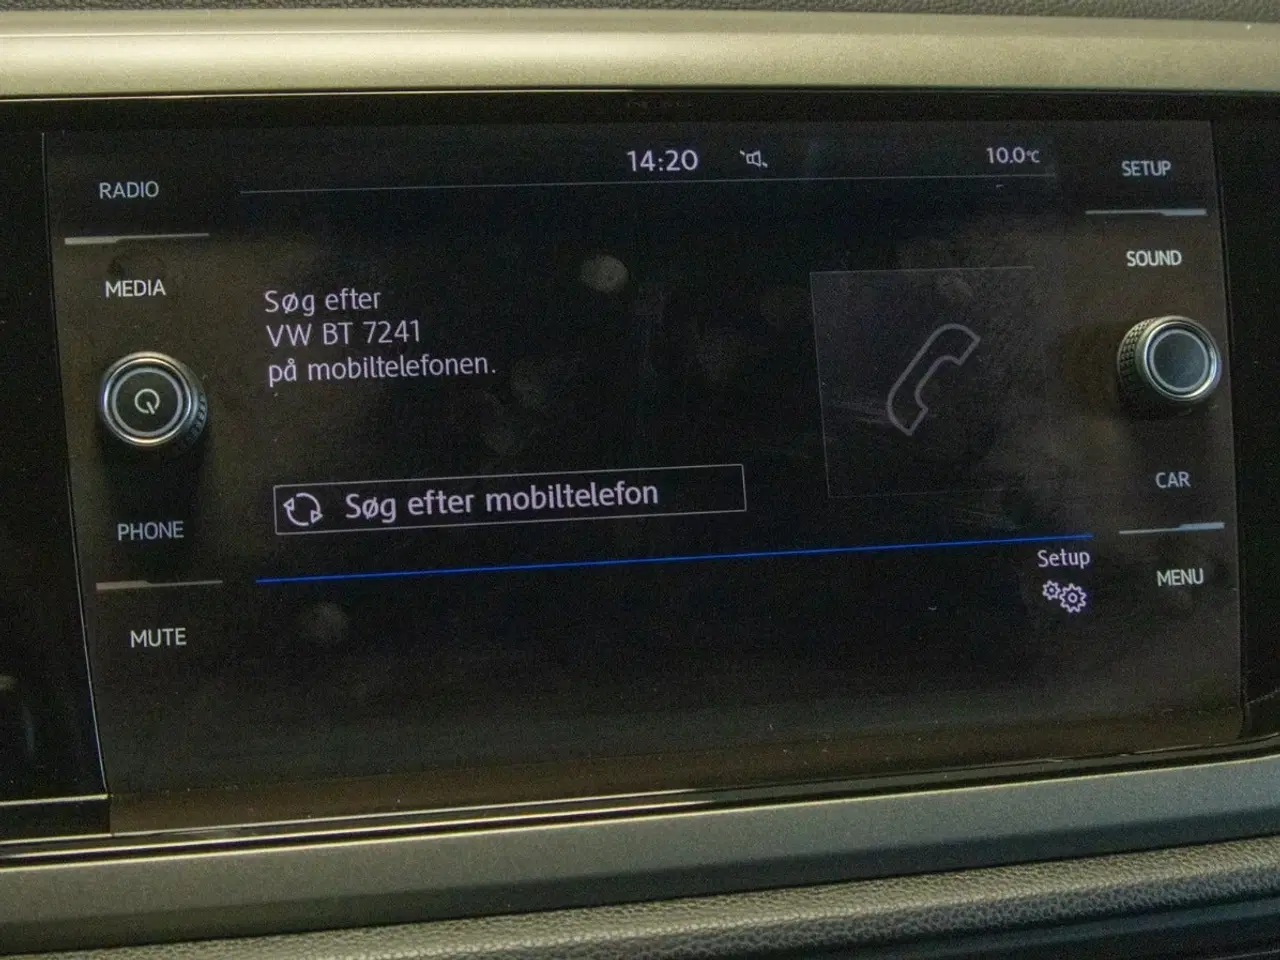 14:20
10.0°C
RADIO
MEDIA
PHONE
MUTE
Søg efter
VW BT 7241
på mobiltelefonen.
Søg efter mobiltelefon
Setup
SETUP
SOUND
CAR
MENU